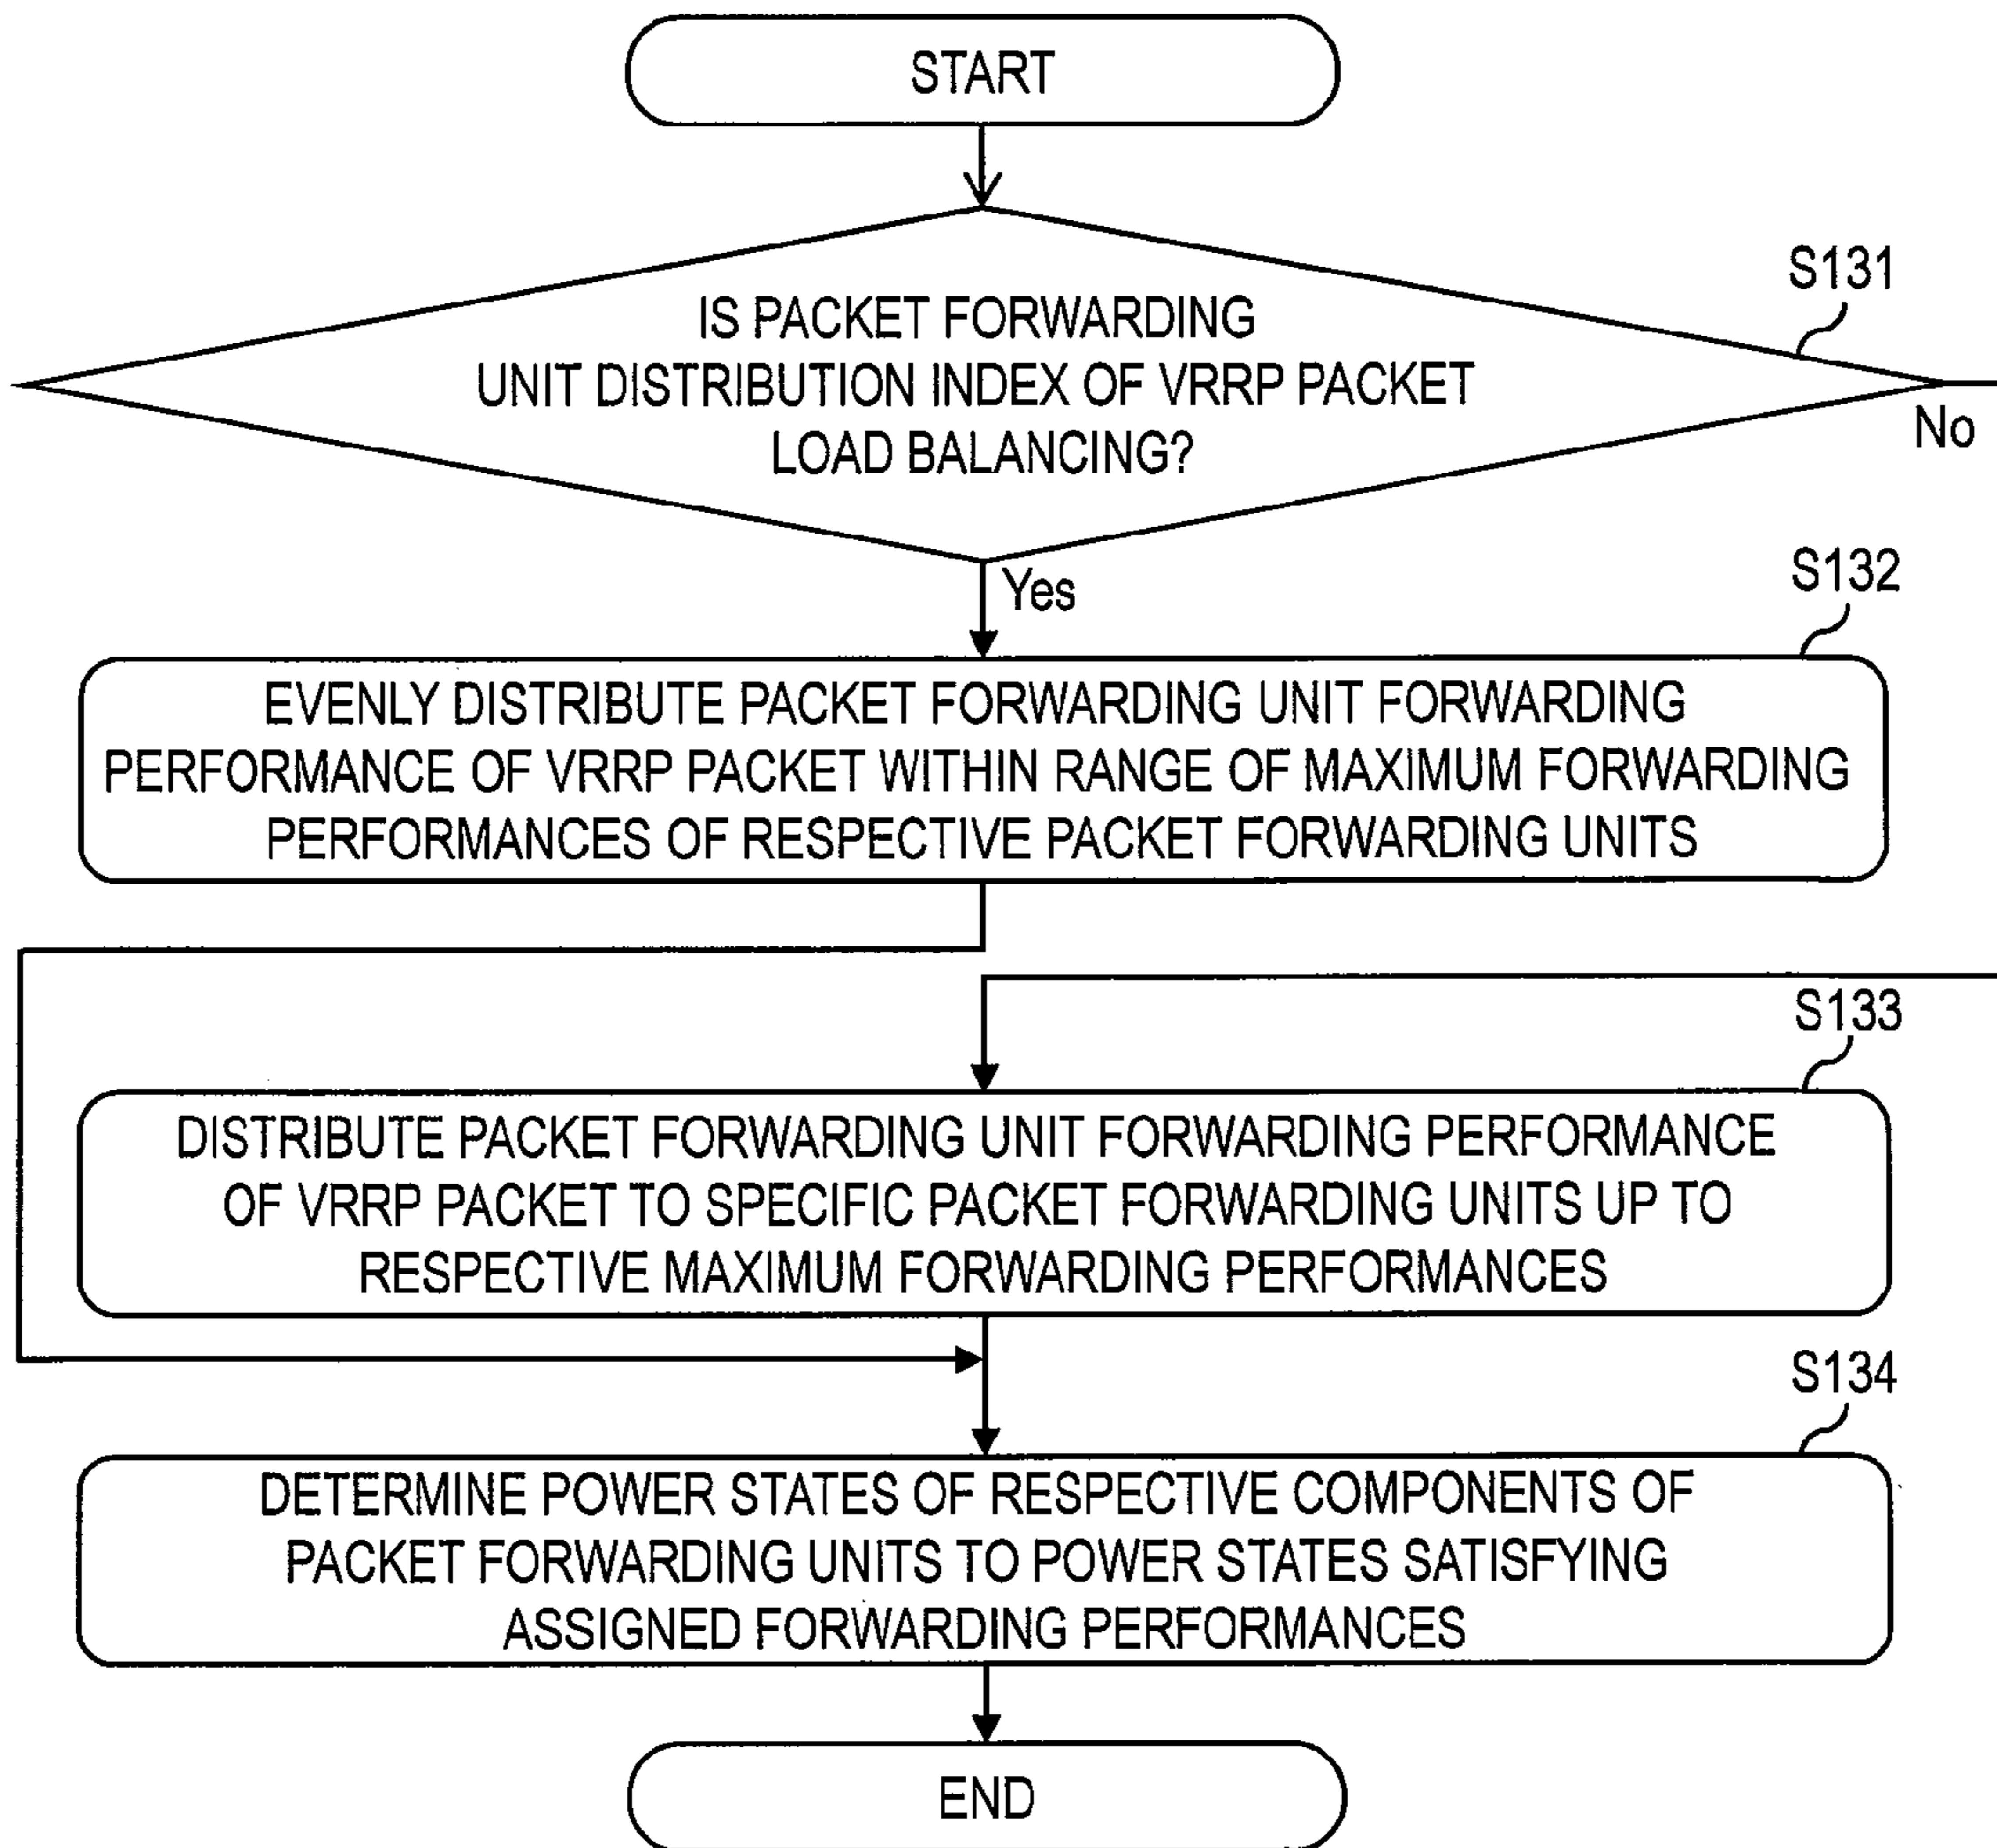 START
S131
IS PACKET FORWARDING
UNIT DISTRIBUTION INDEX OF VRRP PACKET
LOAD BALANCING?
No
Yes
S132
EVENLY DISTRIBUTE PACKET FORWARDING UNIT FORWARDING
PERFORMANCE OF VRRP PACKET WITHIN RANGE OF MAXIMUM FORWARDING
PERFORMANCES OF RESPECTIVE PACKET FORWARDING UNITS
S133
DISTRIBUTE PACKET FORWARDING UNIT FORWARDING PERFORMANCE
OF VRRP PACKET TO SPECIFIC PACKET FORWARDING UNITS UP TO
RESPECTIVE MAXIMUM FORWARDING PERFORMANCES
S134
DETERMINE POWER STATES OF RESPECTIVE COMPONENTS OF
PACKET FORWARDING UNITS TO POWER STATES SATISFYING
ASSIGNED FORWARDING PERFORMANCES
END